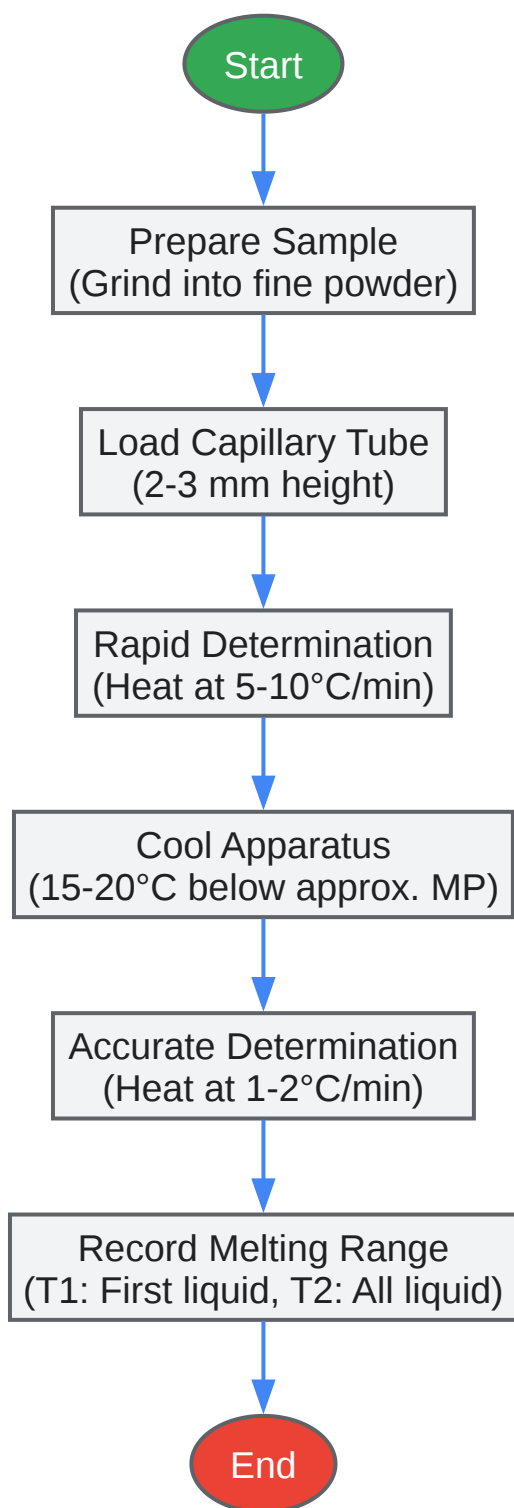 Start
Prepare Sample
(Grind into fine powder)
Load Capillary Tube
(2-3 mm height)
Rapid Determination
(Heat at 5-10°C/min)
Cool Apparatus
(15-20°C below approx. MP)
Accurate Determination
(Heat at 1-2°C/min)
Record Melting Range
(T1: First liquid, T2: All liquid)
End